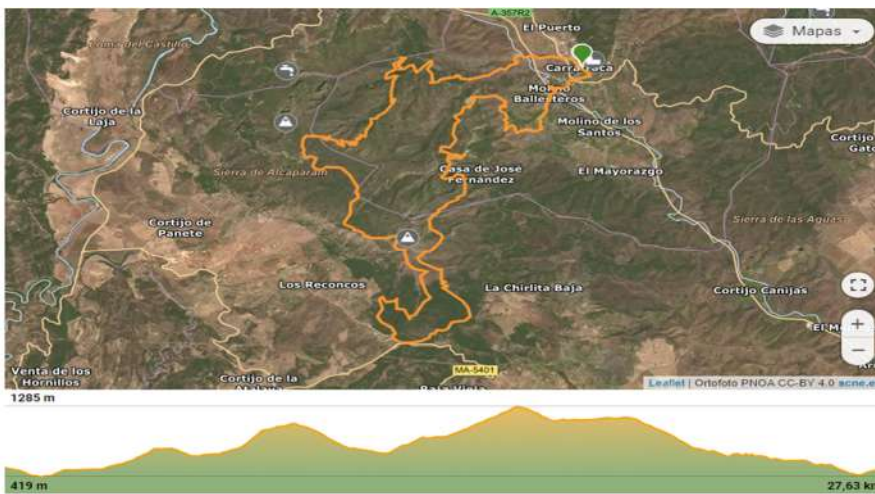 A-357R2
El Puerto
Mapas
Loma del Castillo
Carratraca
Molino
Ballesteros
Cortijo de la
Laja
Molino de los
Santos
Cortijo
Gato
Casa de José
Fernández
El Mayorazgo
Sierra de Alcaparaín
Cortijo de
Panete
Sierra de las Aguas
Los Reconcos
La Chirlita Baja
Cortijo Canijas
+
−
Venta de los
Hornillos
Cortijo de la
Atalaya
MA-5401
Leaflet | Ortofoto PNOA CC-BY 4.0 scne.e
1285 m
419 m
27,63 km